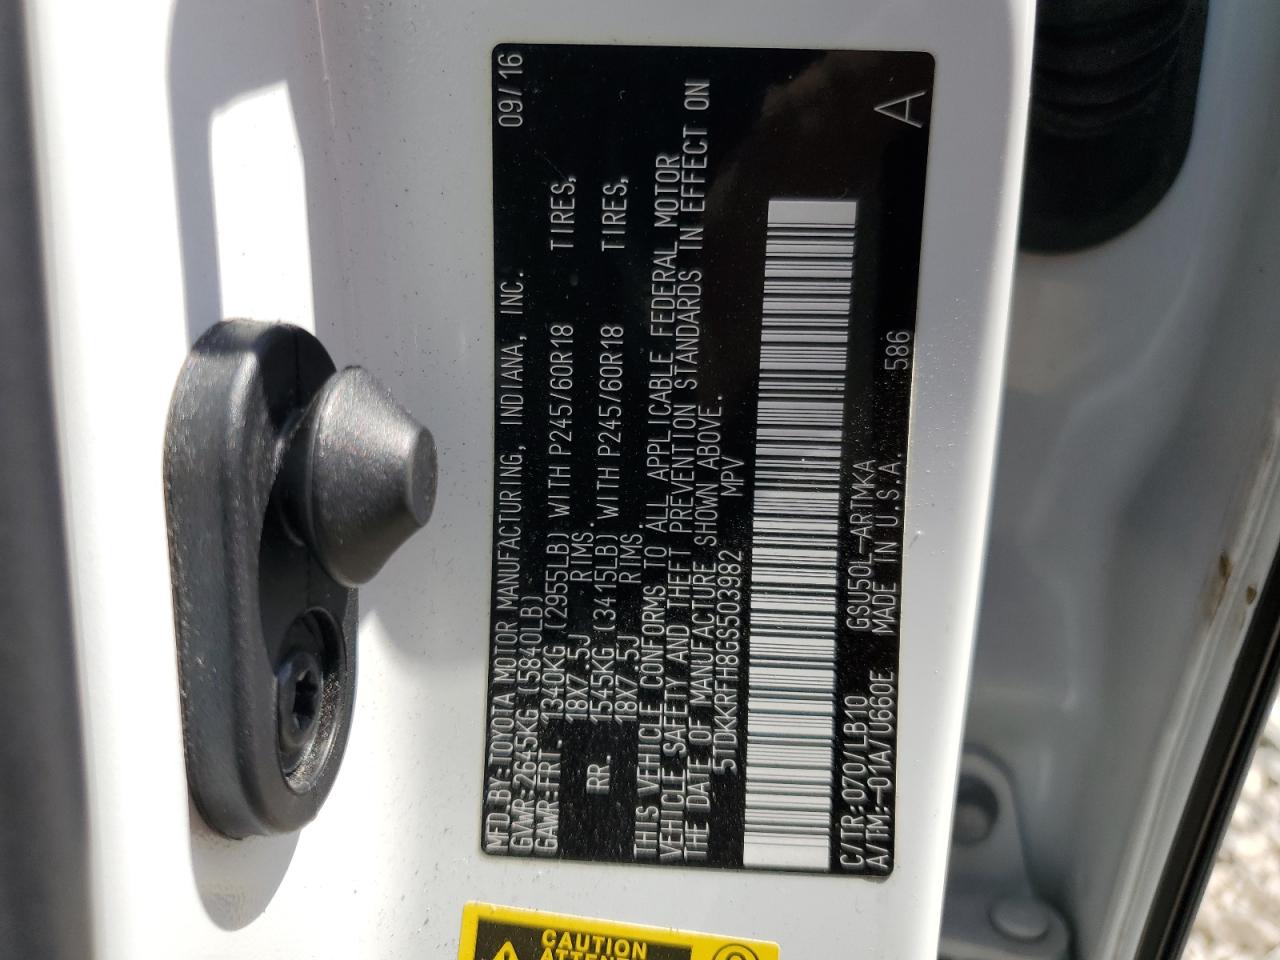 MFD BY:TOYOTA MOTOR MANUFACTURING, INDIANA, INC. 09/16
GVWR-2645KG (5840LB)
GAWR-FRT. 1340KG (2955LB) WITH P245/60R18 TIRES,
18X7.5J RIMS.
RR. 1545KG (3415LB) WITH P245/60R18 TIRES,
18X7.5J RIMS.
THIS VEHICLE CONFORMS TO ALL APPLICABLE FEDERAL MOTOR
VEHICLE SAFETY AND THEFT PREVENTION STANDARDS IN EFFECT ON
THE DATE OF MANUFACTURE SHOWN ABOVE.
5TDKKRFH8GS503982 MPV
C/TR:070/LB10 GSU50L-ARTMKA 586
A/TM:-01A/U660E MADE IN U.S.A. A
CAUTION